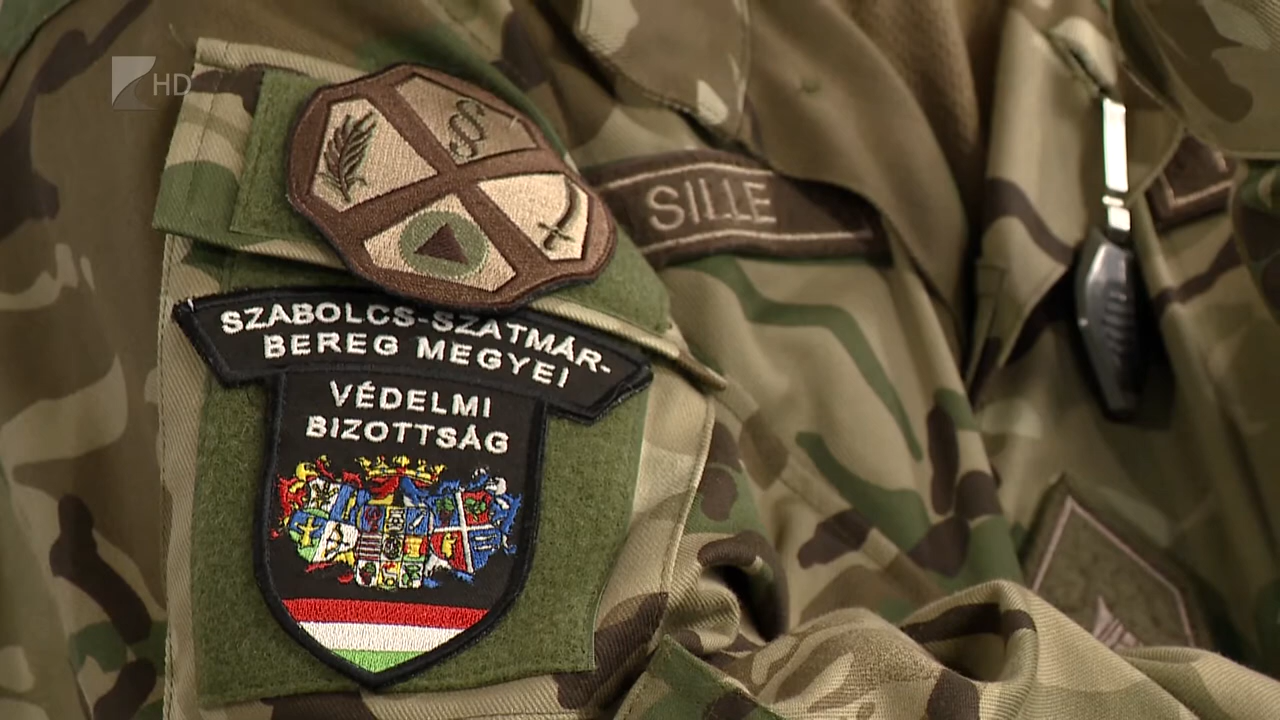 HD
SILLE
SZABOLCS-SZATMÁR-
BEREG MEGYEI
VÉDELMI
BIZOTTSÁG